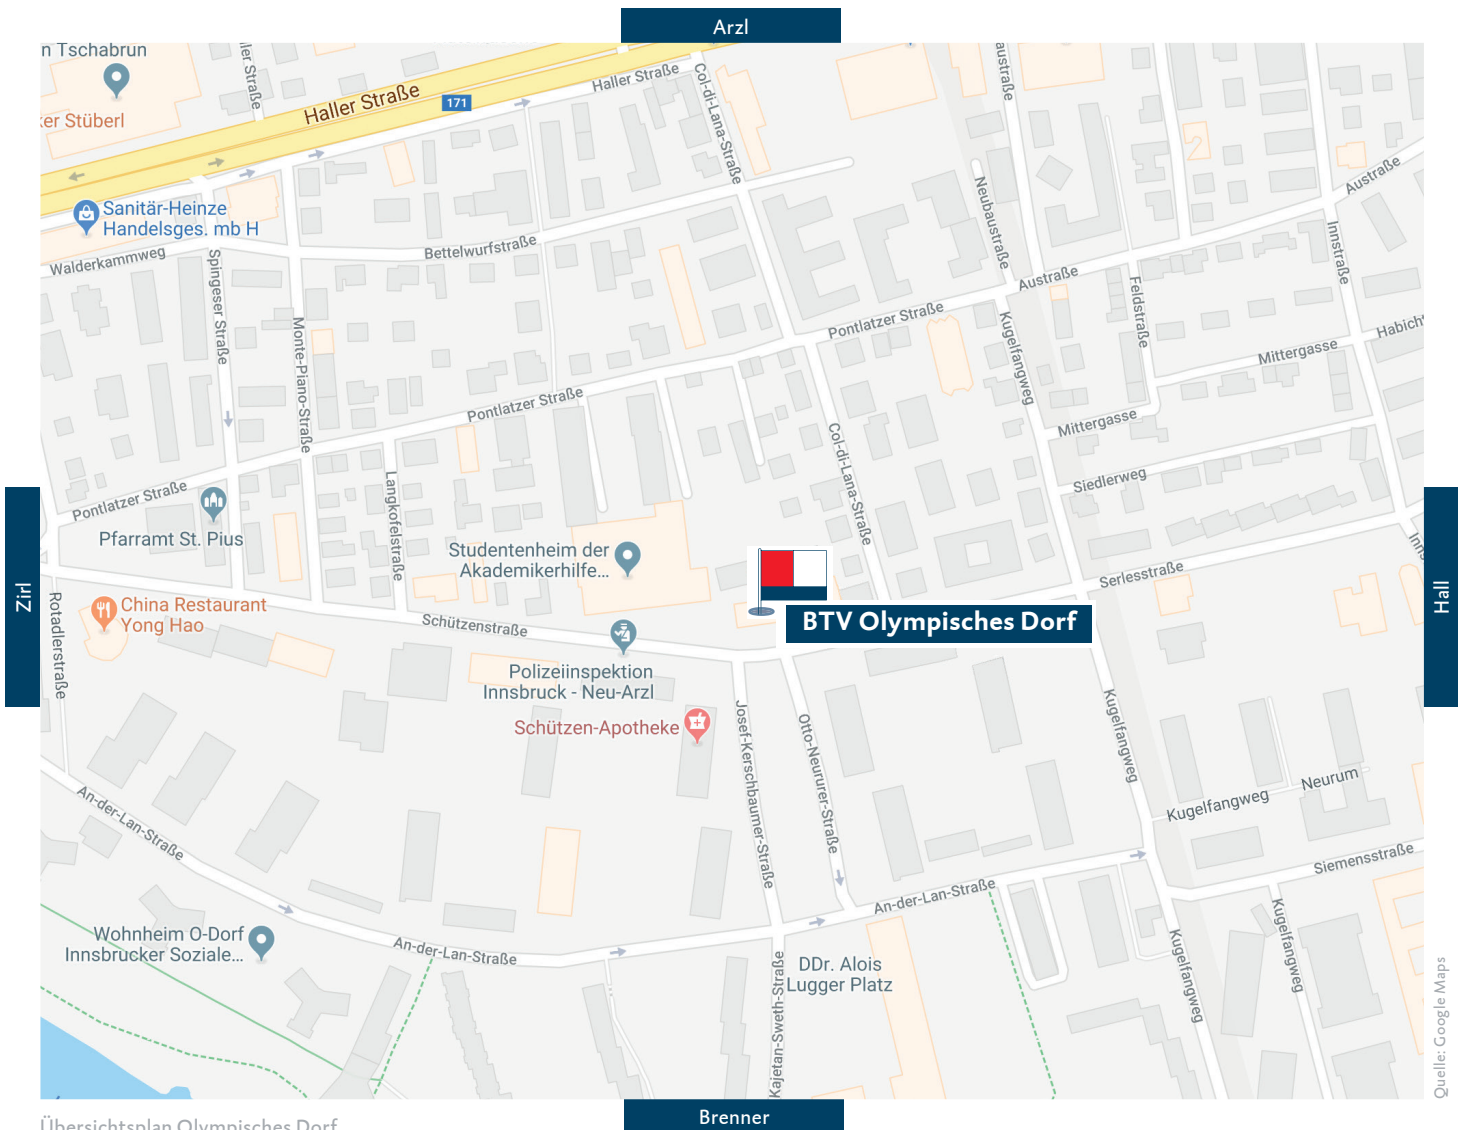 Arzl
n Tschabrun
ler Straße
Haller Straße
171
Haller Straße
Col-di-Lana-Straße
austraße
ker Stüberl
2
Sanitär-Heinze
Handelsges. mb H
Walderkammweg
Spingeser Straße
Bettelwurfstraße
Neubaustraße
Austraße
Austraße
Innstraße
Feldstraße
Monte-Piano-Straße
Pontlatzer Straße
Kugelfangweg
Mittergasse
Habicht
Pontlatzer Straße
Mittergasse
Col-di-Lana-Straße
Siedlerweg
Pontlatzer Straße
Langkofelstraße
Pfarramt St. Pius
Studentenheim der
Akademikerhilfe...
Inns
Zirl
Hall
Serlesstraße
Rotadlerstraße
China Restaurant
Yong Hao
Schützenstraße
BTV Olympisches Dorf
Polizeiinspektion
Innsbruck - Neu-Arzl
Schützen-Apotheke
Josef-Kerschbaumer-Straße
Otto-Neururer-Straße
Kugelfangweg
Neurum
Kugelfangweg
An-der-Lan-Straße
Siemensstraße
An-der-Lan-Straße
Wohnheim O-Dorf
Innsbrucker Soziale...
An-der-Lan-Straße
Kajetan-Sweth-Straße
DDr. Alois
Lugger Platz
Kugelfangweg
Kugelfangweg
Quelle: Google Maps
Übersichtsplan Olympisches Dorf
Brenner